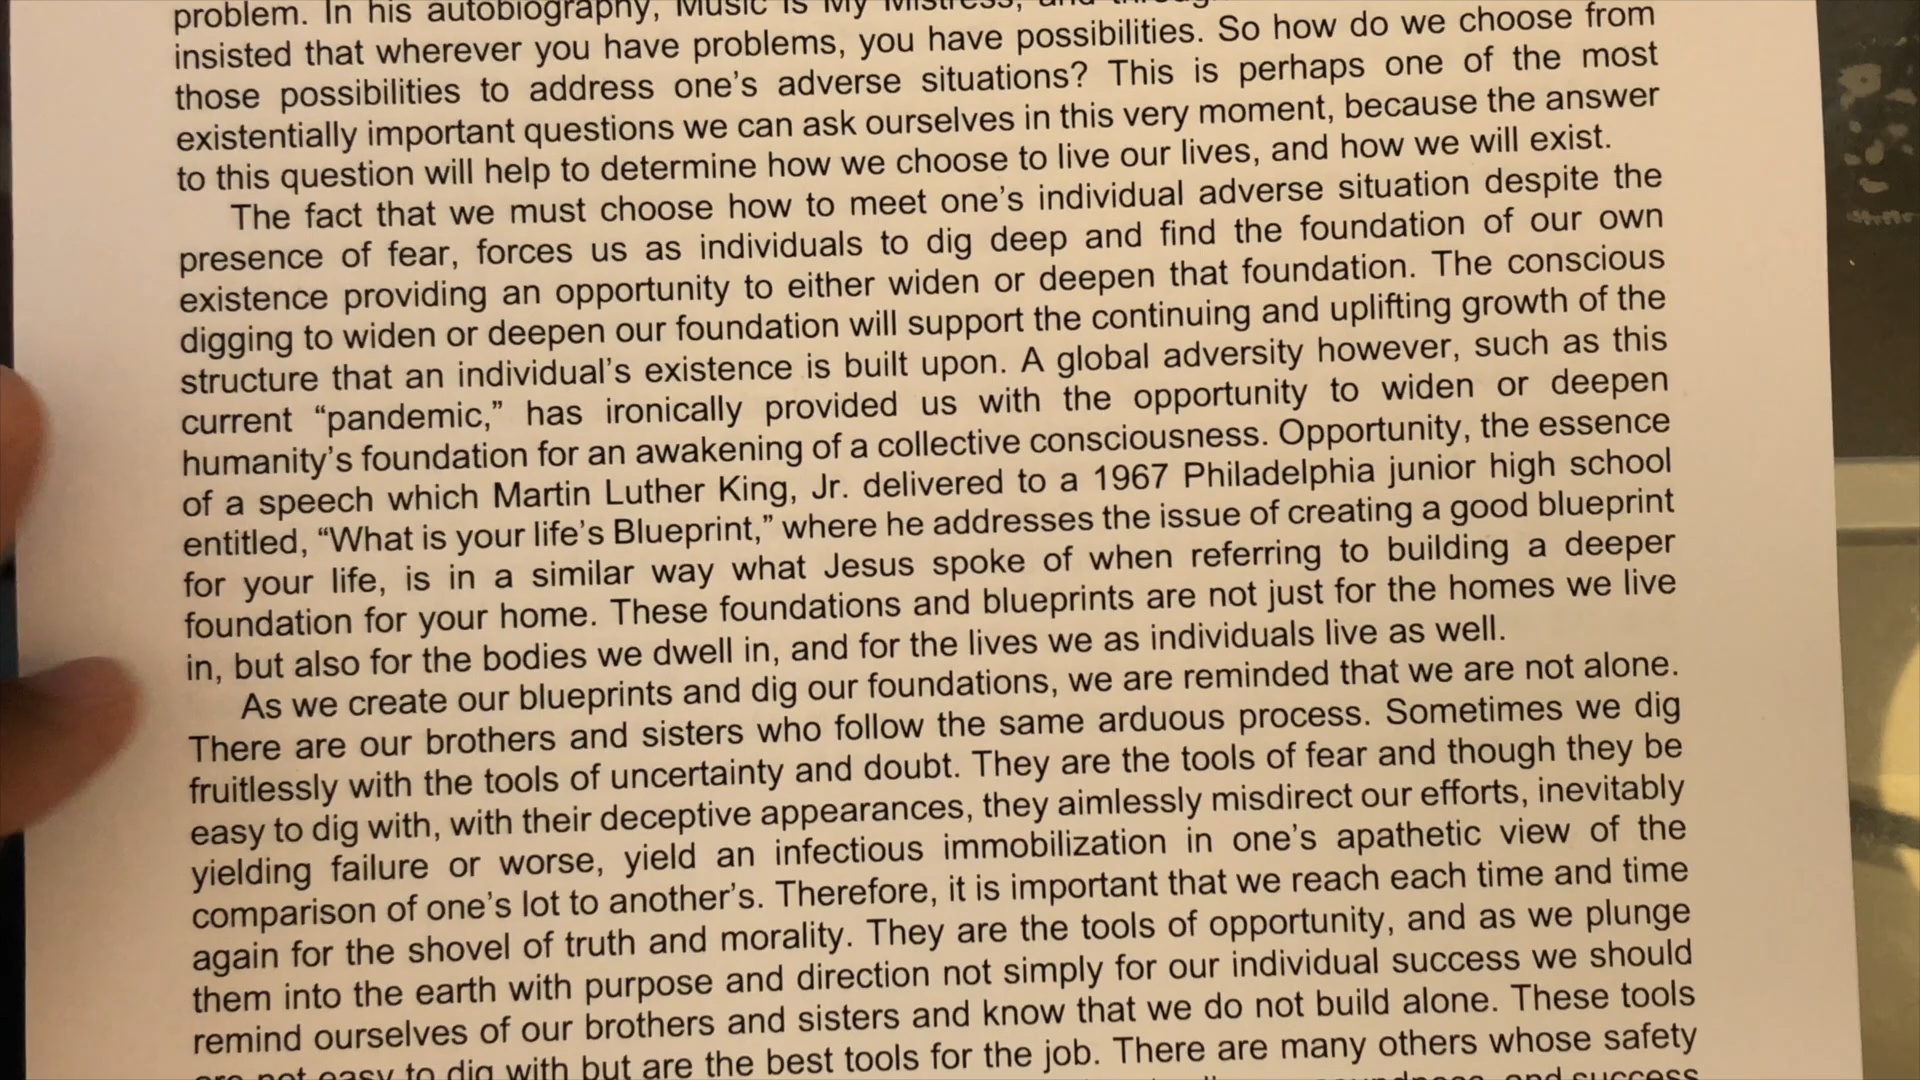 problem. In his autobiography, Music is My Mistress, and
insisted that wherever you have problems, you have possibilities. So how do we choose from
those possibilities to address one’s adverse situations? This is perhaps one of the most
existentially important questions we can ask ourselves in this very moment, because the answer
to this question will help to determine how we choose to live our lives, and how we will exist.
The fact that we must choose how to meet one’s individual adverse situation despite the
presence of fear, forces us as individuals to dig deep and find the foundation of our own
existence providing an opportunity to either widen or deepen that foundation. The conscious
digging to widen or deepen our foundation will support the continuing and uplifting growth of the
structure that an individual’s existence is built upon. A global adversity however, such as this
current “pandemic,” has ironically provided us with the opportunity to widen or deepen
humanity’s foundation for an awakening of a collective consciousness. Opportunity, the essence
of a speech which Martin Luther King, Jr. delivered to a 1967 Philadelphia junior high school
entitled, “What is your life’s Blueprint,” where he addresses the issue of creating a good blueprint
for your life, is in a similar way what Jesus spoke of when referring to building a deeper
foundation for your home. These foundations and blueprints are not just for the homes we live
in, but also for the bodies we dwell in, and for the lives we as individuals live as well.
As we create our blueprints and dig our foundations, we are reminded that we are not alone.
There are our brothers and sisters who follow the same arduous process. Sometimes we dig
fruitlessly with the tools of uncertainty and doubt. They are the tools of fear and though they be
easy to dig with, with their deceptive appearances, they aimlessly misdirect our efforts, inevitably
yielding failure or worse, yield an infectious immobilization in one’s apathetic view of the
comparison of one’s lot to another’s. Therefore, it is important that we reach each time and time
again for the shovel of truth and morality. They are the tools of opportunity, and as we plunge
them into the earth with purpose and direction not simply for our individual success we should
remind ourselves of our brothers and sisters and know that we do not build alone. These tools
are not easy to dig with but are the best tools for the job. There are many others whose safety
and success